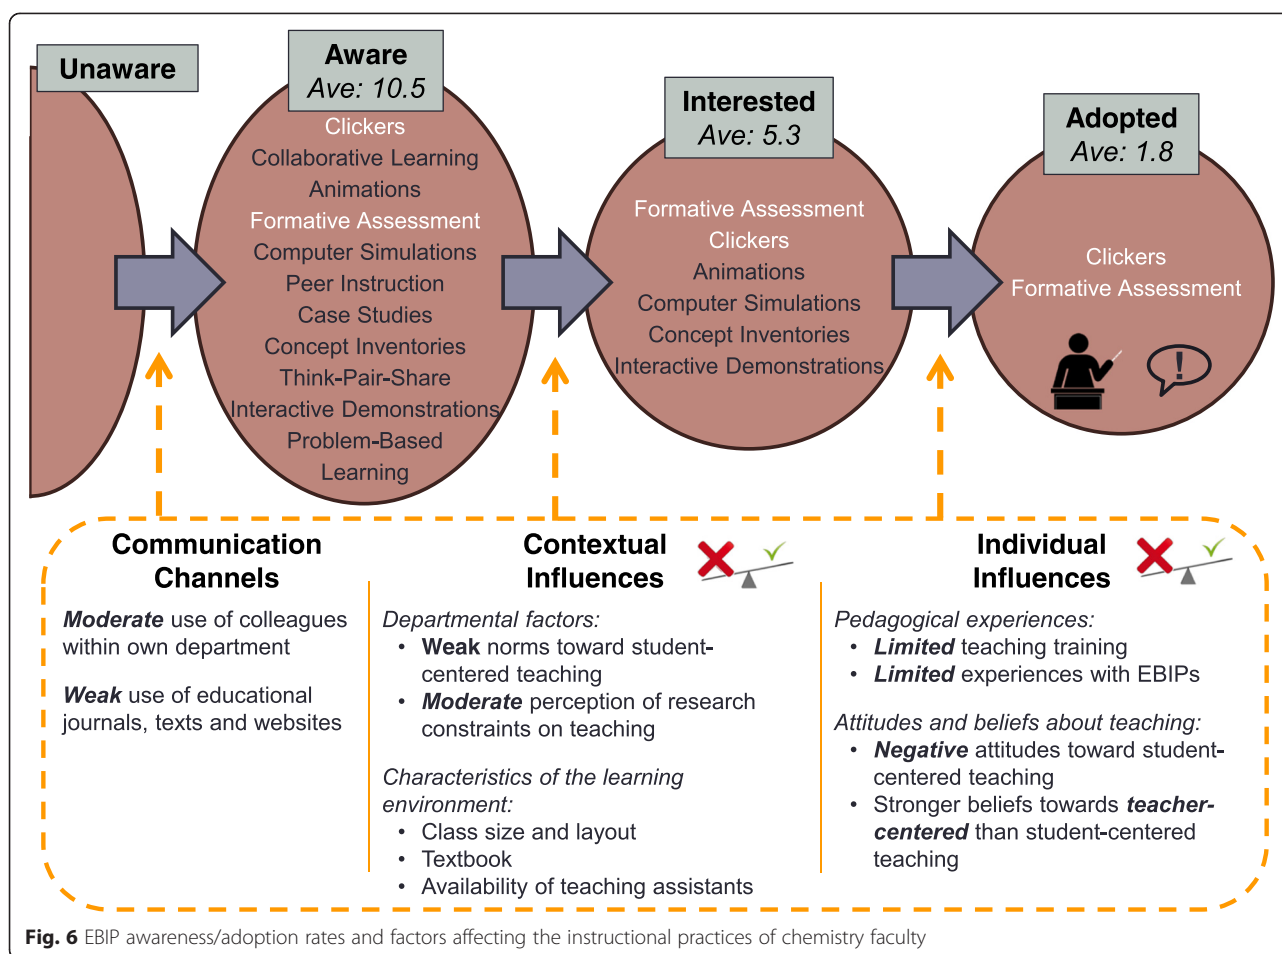 Unaware
Aware
Ave: 10.5
Clickers
Collaborative Learning
Animations
Formative Assessment
Computer Simulations
Peer Instruction
Case Studies
Concept Inventories
Think-Pair-Share
Interactive Demonstrations
Problem-Based
Learning
Interested
Ave: 5.3
Formative Assessment
Clickers
Animations
Computer Simulations
Concept Inventories
Interactive Demonstrations
Adopted
Ave: 1.8
Clickers
Formative Assessment
!
Communication
Channels
Moderate use of colleagues
within own department
Weak use of educational
journals, texts and websites
Contextual
Influences
Departmental factors:
• Weak norms toward student-
centered teaching
• Moderate perception of research
constraints on teaching
Characteristics of the learning
environment:
• Class size and layout
• Textbook
• Availability of teaching assistants
Individual
Influences
Pedagogical experiences:
• Limited teaching training
• Limited experiences with EBIPs
Attitudes and beliefs about teaching:
• Negative attitudes toward student-
centered teaching
• Stronger beliefs towards teacher-
centered than student-centered
teaching
Fig. 6 EBIP awareness/adoption rates and factors affecting the instructional practices of chemistry faculty